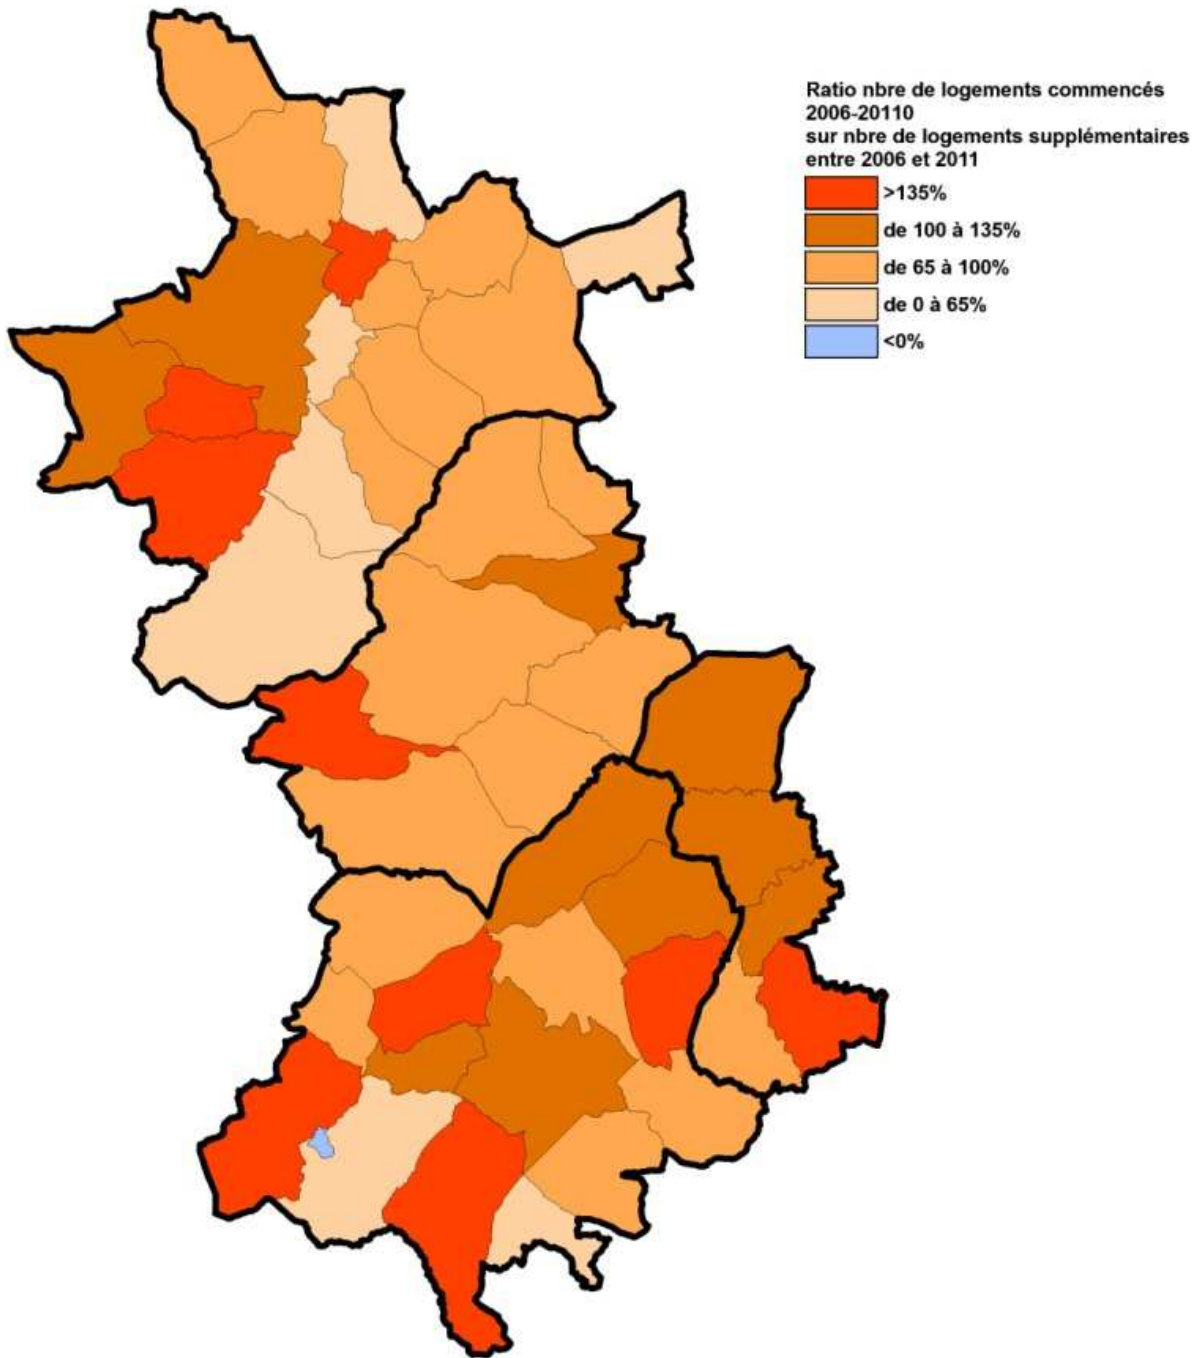 Ratio nbre de logements commencés
2006-20110
sur nbre de logements supplémentaires
entre 2006 et 2011
>135%
de 100 à 135%
de 65 à 100%
de 0 à 65%
<0%